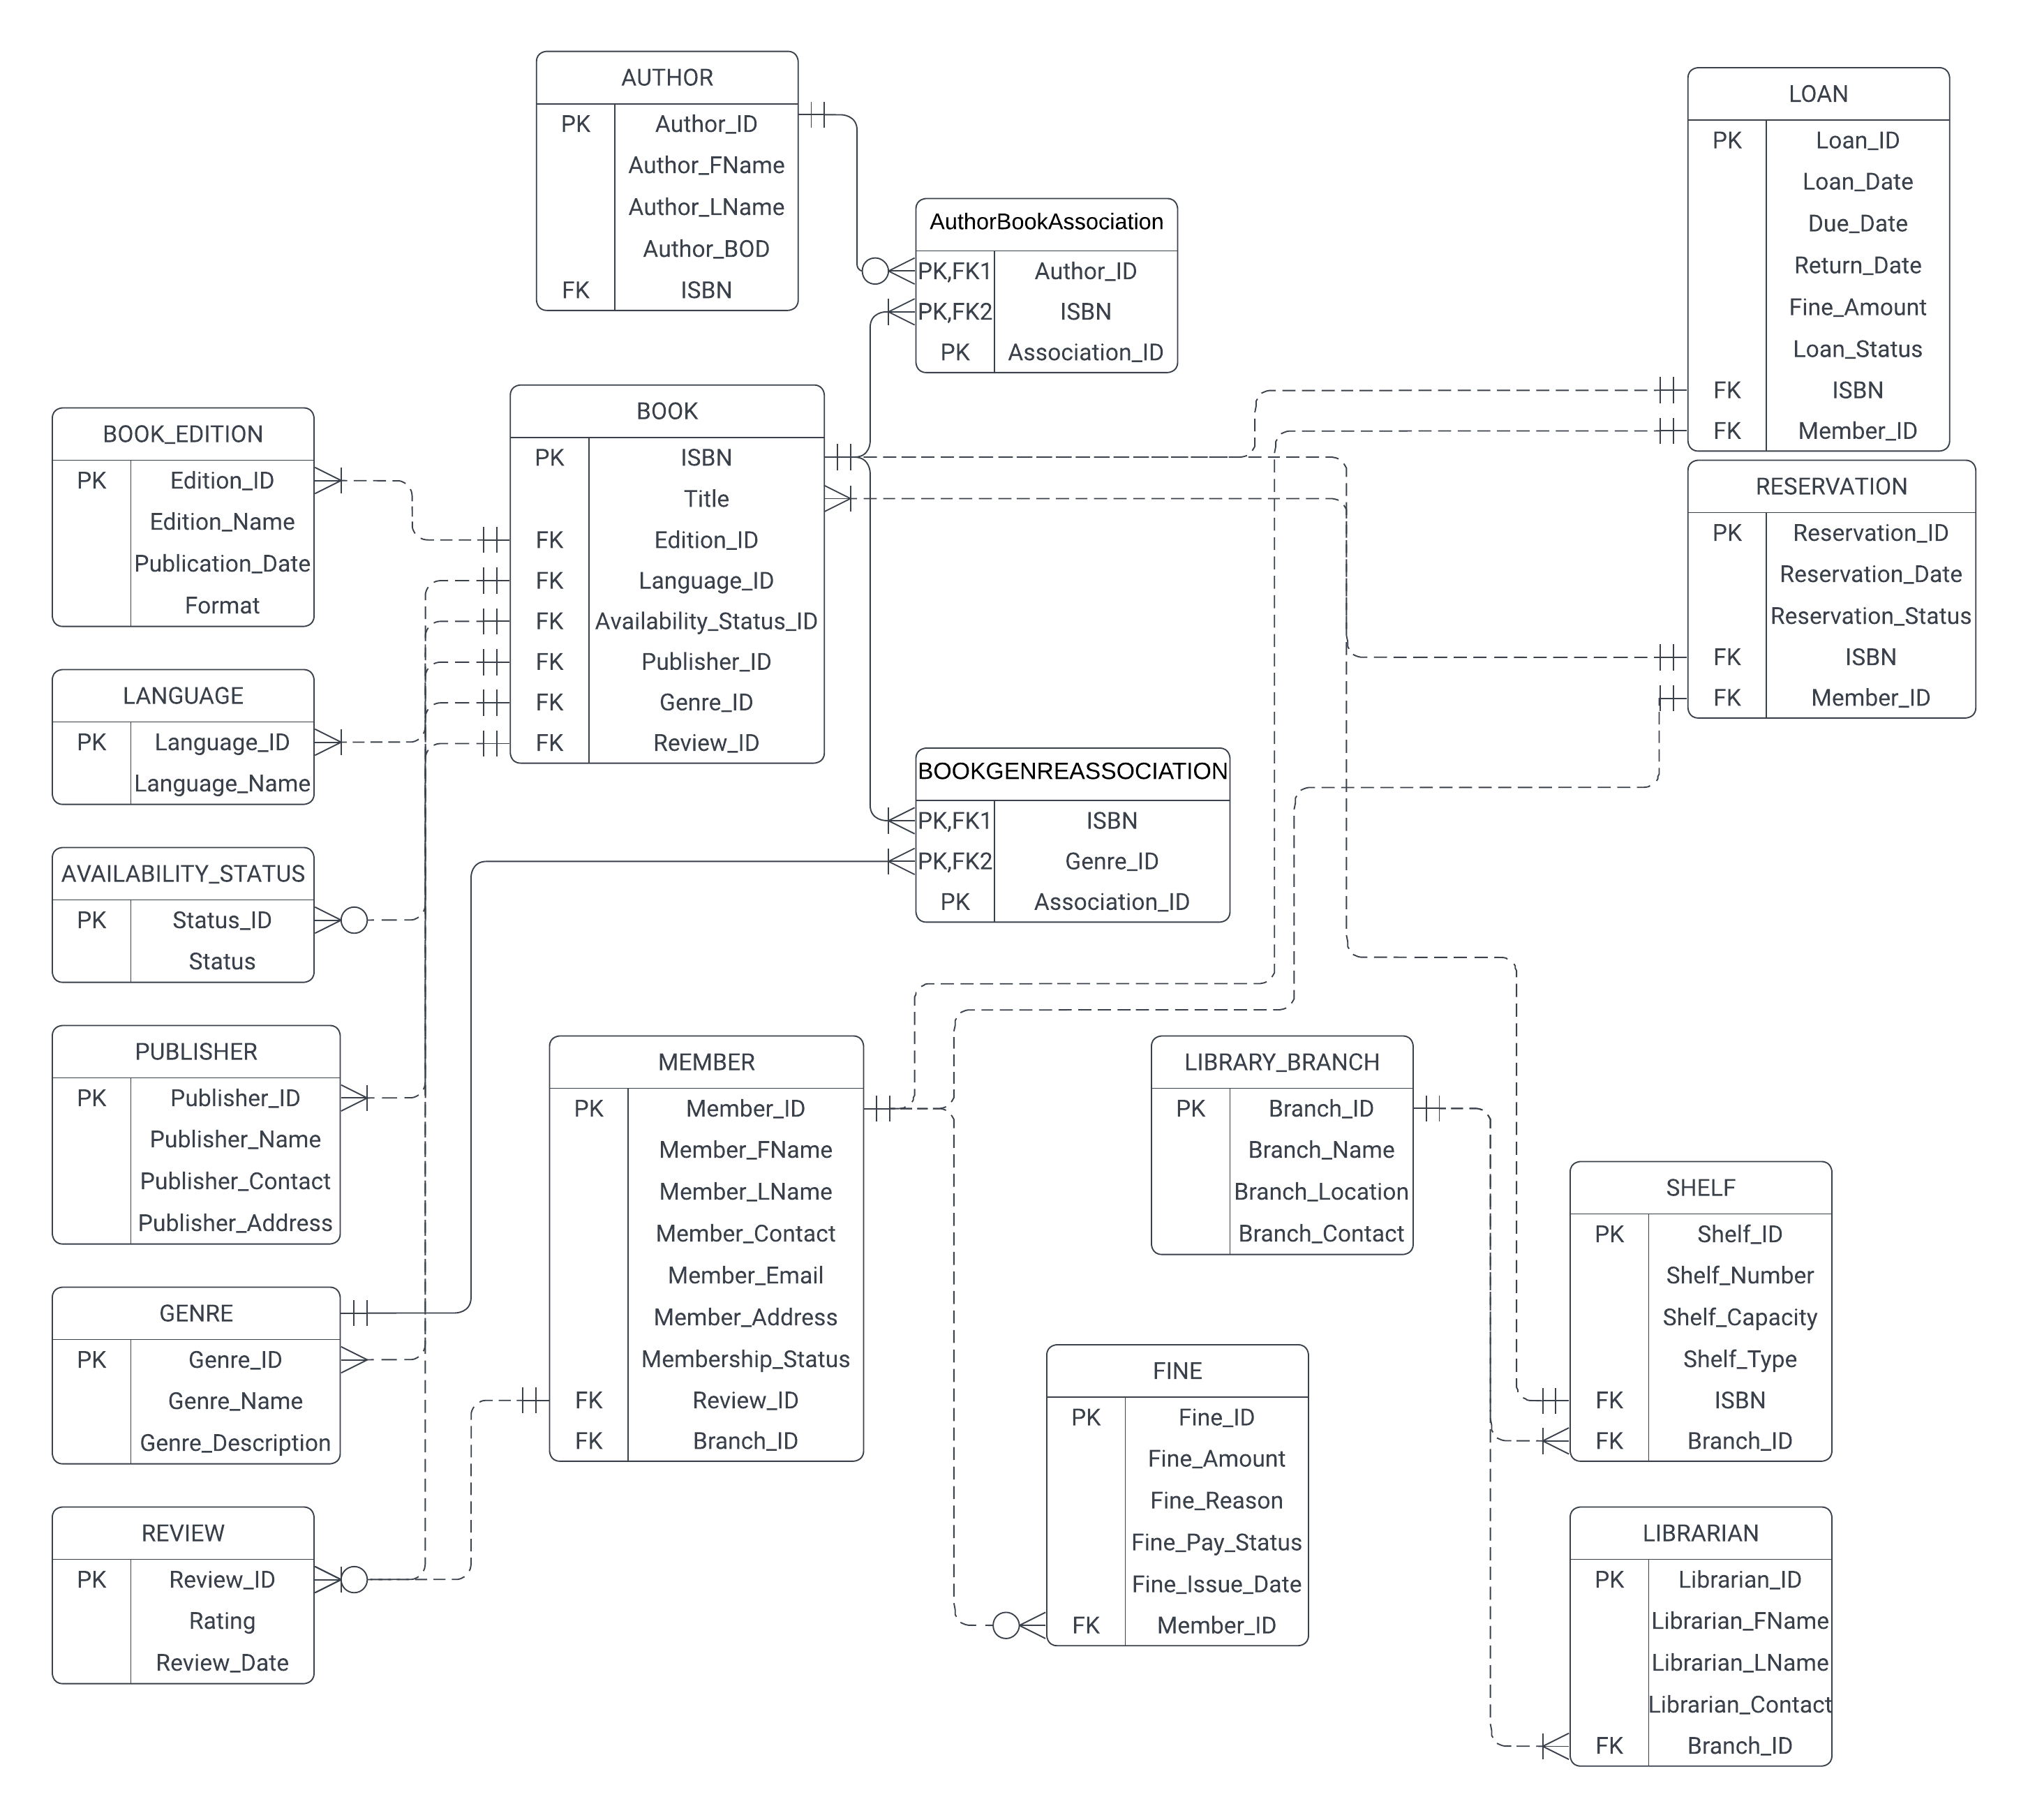 AUTHOR
PK Author_ID
Author_FName
Author_LName
Author_BOD
FK ISBN
LOAN
PK Loan_ID
Loan_Date
Due_Date
Return_Date
Fine_Amount
Loan_Status
FK ISBN
FK Member_ID
AuthorBookAssociation
PK,FK1 Author_ID
PK,FK2 ISBN
PK Association_ID
BOOK_EDITION
PK Edition_ID
Edition_Name
Publication_Date
Format
BOOK
PK ISBN
Title
FK Edition_ID
FK Language_ID
FK Availability_Status_ID
FK Publisher_ID
FK Genre_ID
FK Review_ID
RESERVATION
PK Reservation_ID
Reservation_Date
Reservation_Status
FK ISBN
FK Member_ID
LANGUAGE
PK Language_ID
Language_Name
BOOKGENREASSOCIATION
PK,FK1 ISBN
PK,FK2 Genre_ID
PK Association_ID
AVAILABILITY_STATUS
PK Status_ID
Status
PUBLISHER
PK Publisher_ID
Publisher_Name
Publisher_Contact
Publisher_Address
MEMBER
PK Member_ID
Member_FName
Member_LName
Member_Contact
Member_Email
Member_Address
Membership_Status
FK Review_ID
FK Branch_ID
LIBRARY_BRANCH
PK Branch_ID
Branch_Name
Branch_Location
Branch_Contact
SHELF
PK Shelf_ID
Shelf_Number
Shelf_Capacity
Shelf_Type
FK ISBN
FK Branch_ID
GENRE
PK Genre_ID
Genre_Name
Genre_Description
FINE
PK Fine_ID
Fine_Amount
Fine_Reason
Fine_Pay_Status
Fine_Issue_Date
FK Member_ID
REVIEW
PK Review_ID
Rating
Review_Date
LIBRARIAN
PK Librarian_ID
Librarian_FName
Librarian_LName
Librarian_Contact
FK Branch_ID